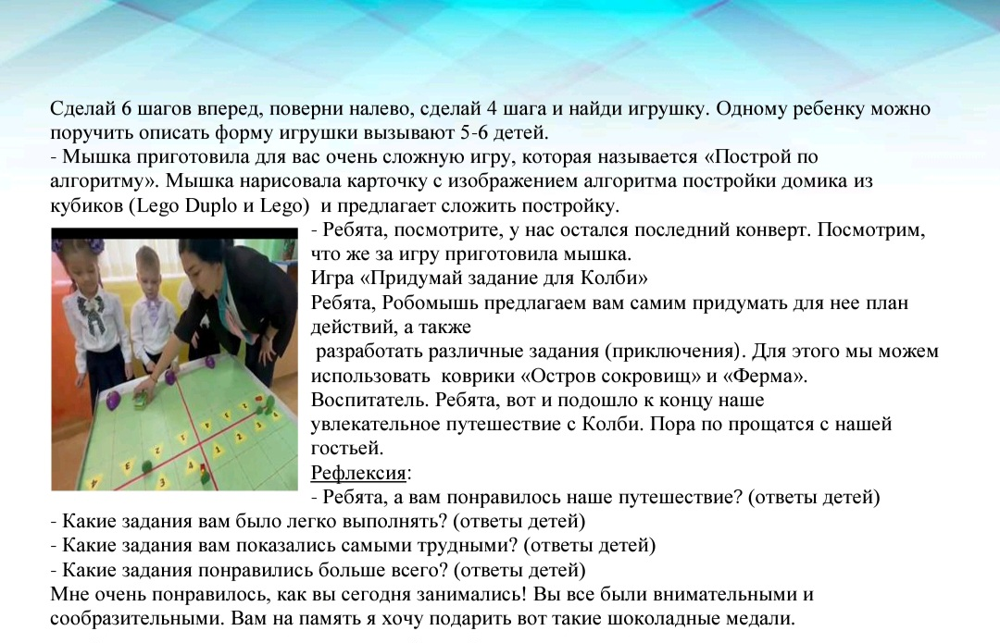 Сделай 6 шагов вперед, поверни налево, сделай 4 шага и найди игрушку. Одному ребенку можно
поручить описать форму игрушки вызывают 5-6 детей.
- Мышка приготовила для вас очень сложную игру, которая называется «Построй по
алгоритму». Мышка нарисовала карточку с изображением алгоритма постройки домика из
кубиков (Lego Duplo и Lego)  и предлагает сложить постройку.
- Ребята, посмотрите, у нас остался последний конверт. Посмотрим,
что же за игру приготовила мышка.
Игра «Придумай задание для Колби»
Ребята, Робомышь предлагаем вам самим придумать для нее план
действий, а также
разработать различные задания (приключения). Для этого мы можем
использовать  коврики «Остров сокровищ» и «Ферма».
Воспитатель. Ребята, вот и подошло к концу наше
увлекательное путешествие с Колби. Пора по прощатся с нашей
гостьей.
Рефлексия:
- Ребята, а вам понравилось наше путешествие? (ответы детей)
- Какие задания вам было легко выполнять? (ответы детей)
- Какие задания вам показались самыми трудными? (ответы детей)
- Какие задания понравились больше всего? (ответы детей)
Мне очень понравилось, как вы сегодня занимались! Вы все были внимательными и
сообразительными. Вам на память я хочу подарить вот такие шоколадные медали.